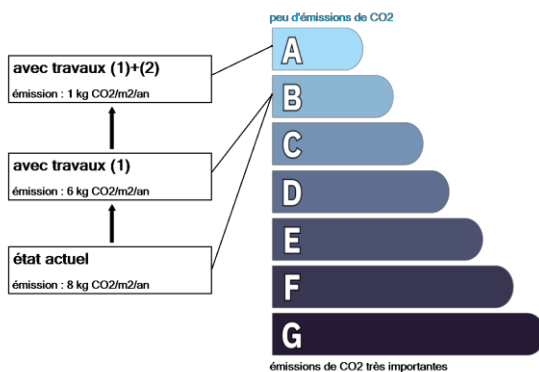 peu d'émissions de CO2
avec travaux (1)+(2)
émission : 1 kg CO2/m2/an
avec travaux (1)
émission : 6 kg CO2/m2/an
état actuel
émission : 8 kg CO2/m2/an
A
B
C
D
E
F
G
émissions de CO2 très importantes